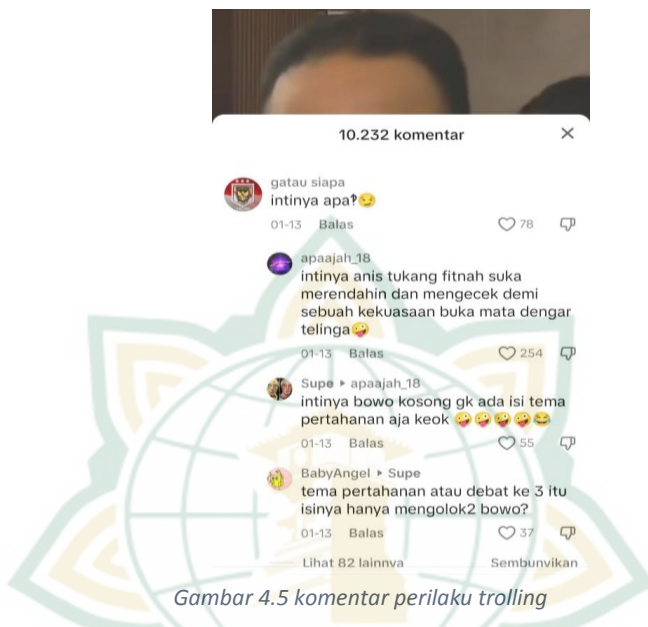 10.232 komentar
gatau siapa
intinya apa?😏
01-13 Balas 78
apaajah_18
intinya anis tukang fitnah suka
merendahin dan mengecek demi
sebuah kekuasaan buka mata dengar
telinga🤪
01-13 Balas 254
Supe ▸ apaajah_18
intinya bowo kosong gk ada isi tema
pertahanan aja keok 🤪🤪🤪🤪😂
01-13 Balas 55
BabyAngel ▸ Supe
tema pertahanan atau debat ke 3 itu
isinya hanya mengolok2 bowo?
01-13 Balas 37
Lihat 82 lainnya Sembunyikan
Gambar 4.5 komentar perilaku trolling